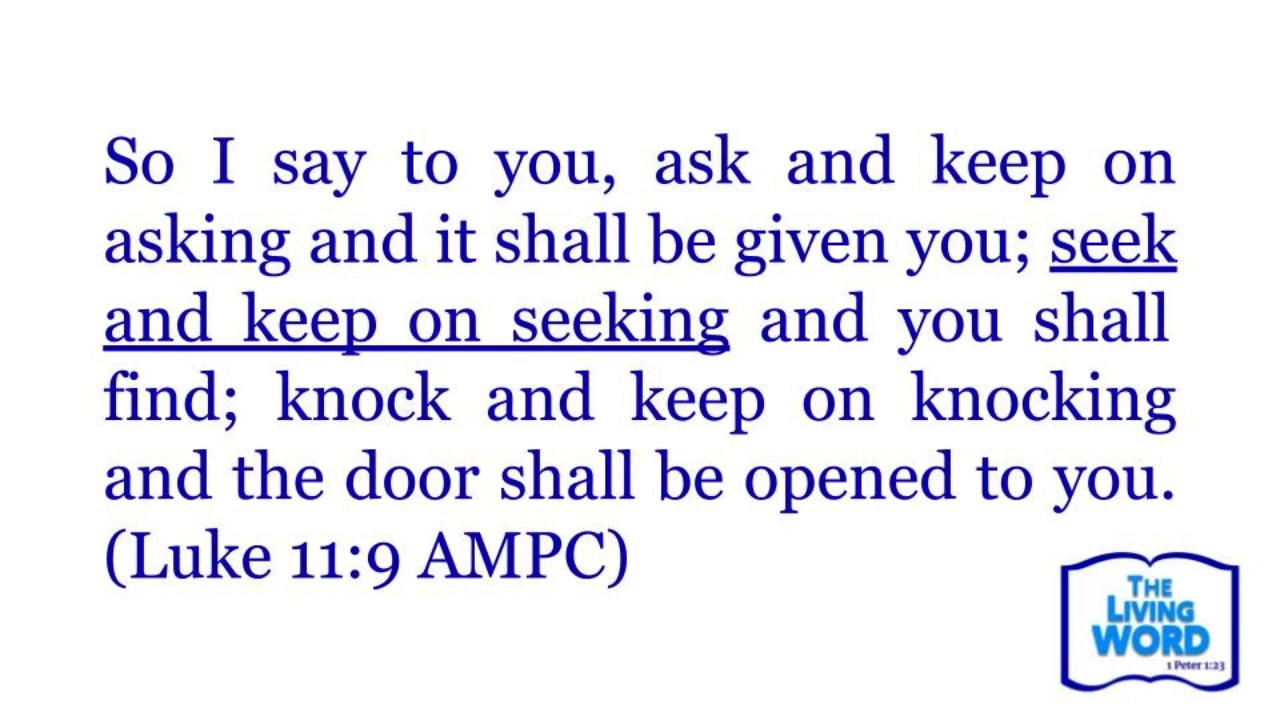 So I say to you, ask and keep on
asking and it shall be given you; seek
and keep on seeking and you shall
find; knock and keep on knocking
and the door shall be opened to you.
(Luke 11:9 AMPC)
THE
LIVING
WORD
1 Peter 1:23